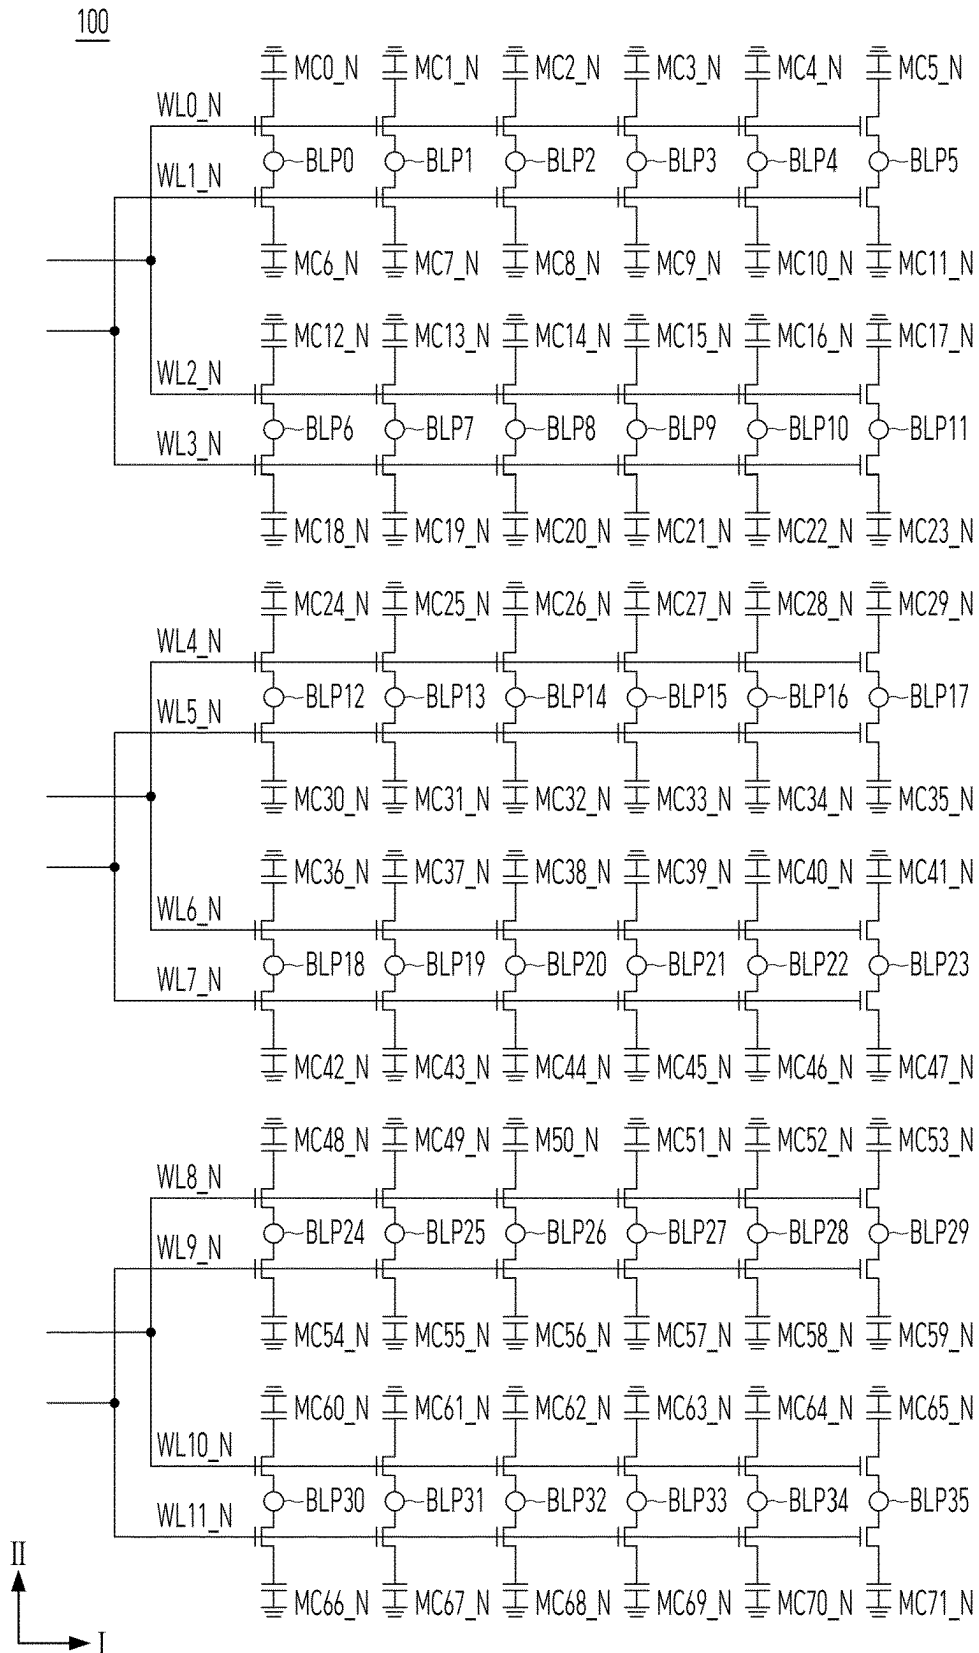 100
MC0_N MC1_N MC2_N MC3_N MC4_N MC5_N
WL0_N
BLP0 BLP1 BLP2 BLP3 BLP4 BLP5
WL1_N
MC6_N MC7_N MC8_N MC9_N MC10_N MC11_N
MC12_N MC13_N MC14_N MC15_N MC16_N MC17_N
WL2_N
BLP6 BLP7 BLP8 BLP9 BLP10 BLP11
WL3_N
MC18_N MC19_N MC20_N MC21_N MC22_N MC23_N
MC24_N MC25_N MC26_N MC27_N MC28_N MC29_N
WL4_N
BLP12 BLP13 BLP14 BLP15 BLP16 BLP17
WL5_N
MC30_N MC31_N MC32_N MC33_N MC34_N MC35_N
MC36_N MC37_N MC38_N MC39_N MC40_N MC41_N
WL6_N
BLP18 BLP19 BLP20 BLP21 BLP22 BLP23
WL7_N
MC42_N MC43_N MC44_N MC45_N MC46_N MC47_N
MC48_N MC49_N M50_N MC51_N MC52_N MC53_N
WL8_N
BLP24 BLP25 BLP26 BLP27 BLP28 BLP29
WL9_N
MC54_N MC55_N MC56_N MC57_N MC58_N MC59_N
MC60_N MC61_N MC62_N MC63_N MC64_N MC65_N
WL10_N
BLP30 BLP31 BLP32 BLP33 BLP34 BLP35
WL11_N
II
MC66_N MC67_N MC68_N MC69_N MC70_N MC71_N
I